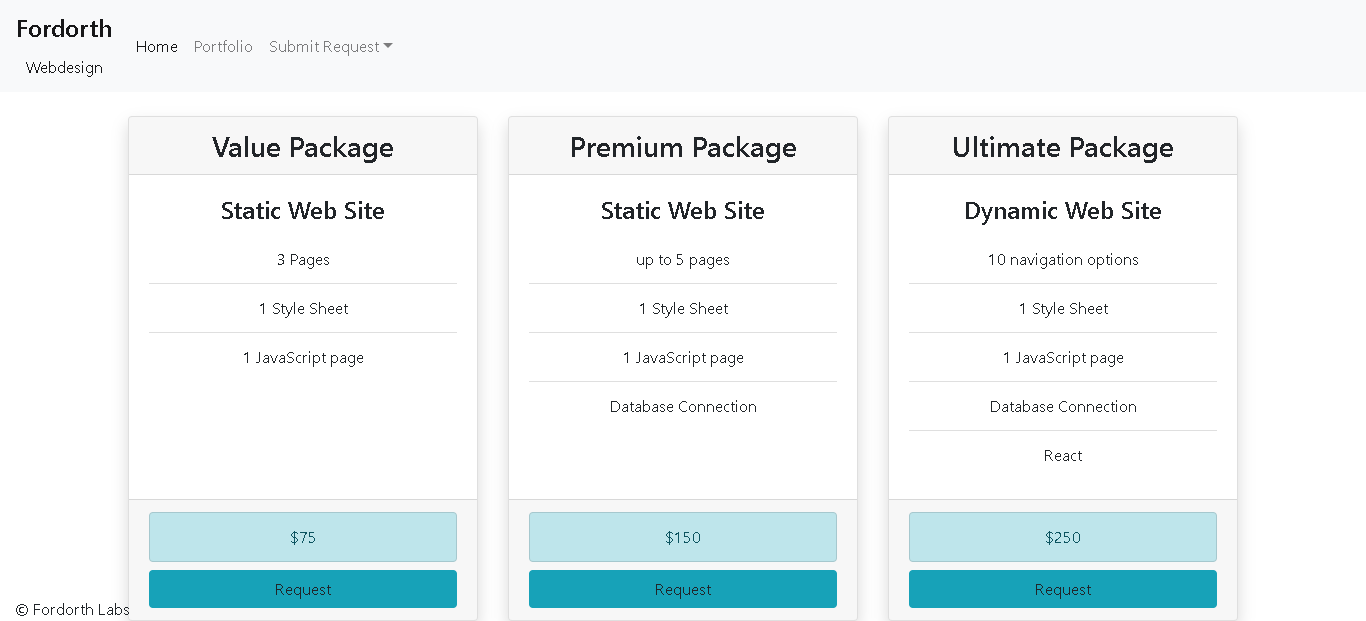 Fordorth
Webdesign
Home Portfolio Submit Request
Value Package
Static Web Site
3 Pages
1 Style Sheet
1 JavaScript page
$75
Request
Premium Package
Static Web Site
up to 5 pages
1 Style Sheet
1 JavaScript page
Database Connection
$150
Request
Ultimate Package
Dynamic Web Site
10 navigation options
1 Style Sheet
1 JavaScript page
Database Connection
React
$250
Request
© Fordorth Labs